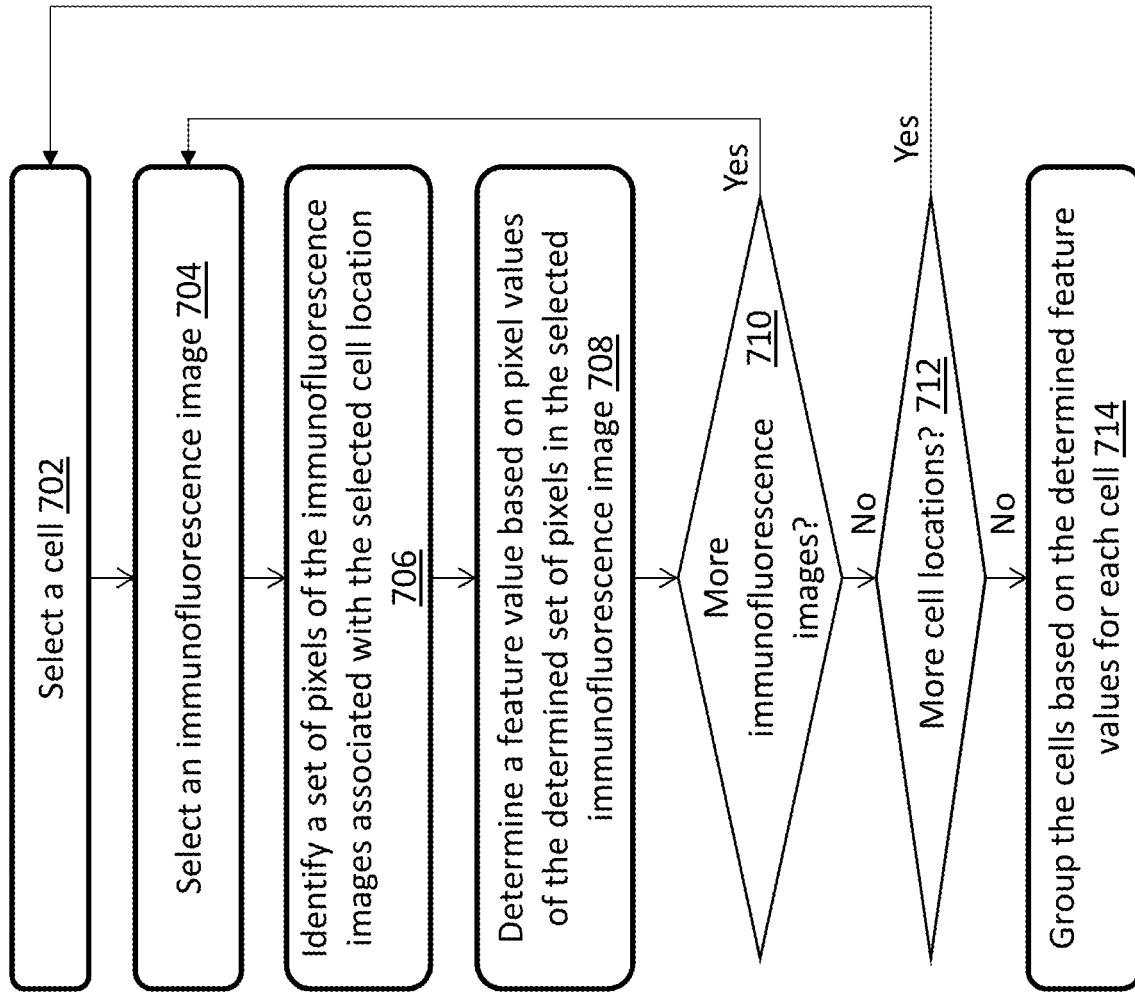 Select a cell 702
Select an immunofluorescence image 704
Identify a set of pixels of the immunofluorescence
images associated with the selected cell location
706
Determine a feature value based on pixel values
of the determined set of pixels in the selected
immunofluorescence image 708
More
immunofluorescence
images?
710
Yes
No
More cell locations? 712
Yes
No
Group the cells based on the determined feature
values for each cell 714